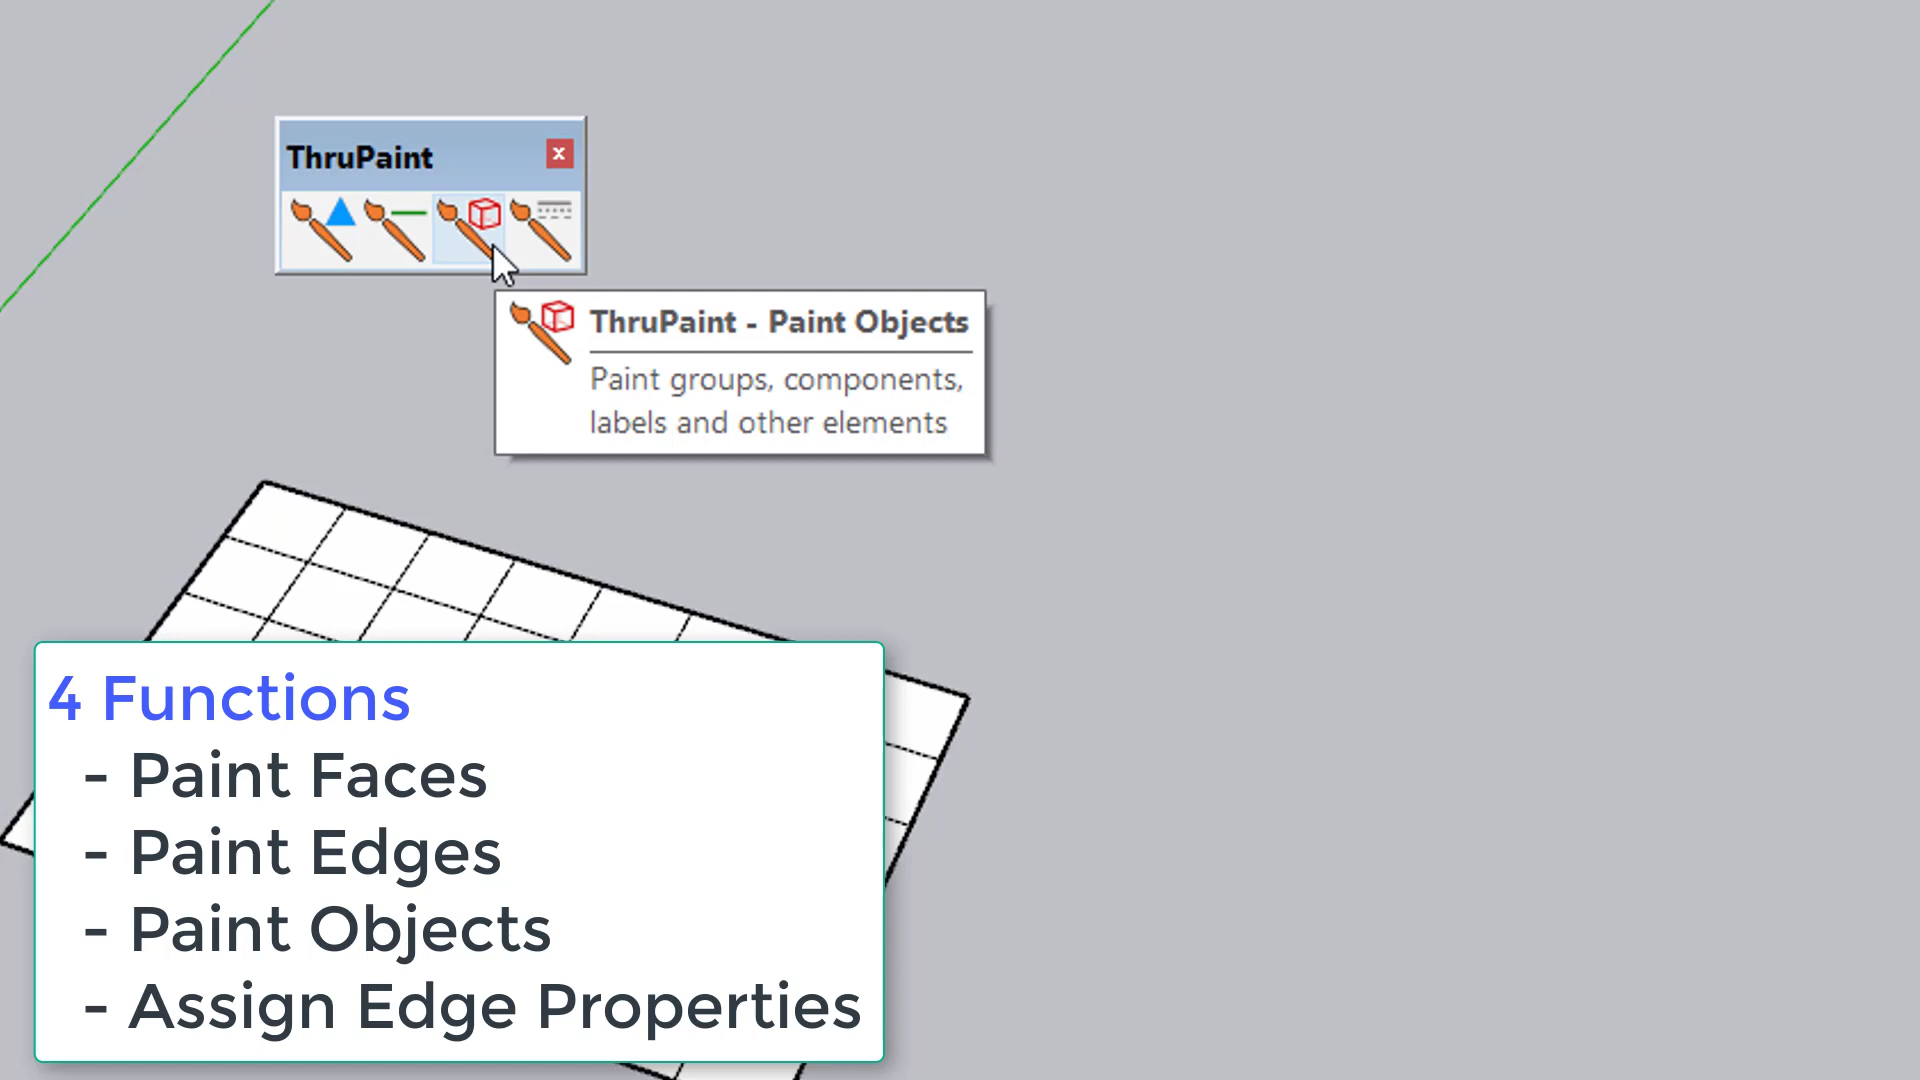 ThruPaint
x
ThruPaint - Paint Objects
Paint groups, components,
labels and other elements
4 Functions
- Paint Faces
- Paint Edges
- Paint Objects
- Assign Edge Properties